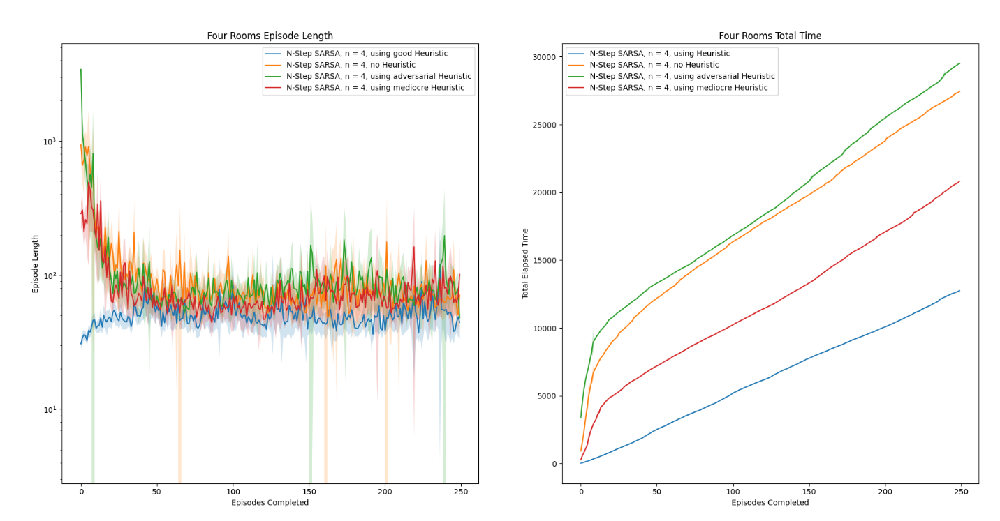 Four Rooms Episode Length
N-Step SARSA, n = 4, using good Heuristic
N-Step SARSA, n = 4, no Heuristic
N-Step SARSA, n = 4, using adversarial Heuristic
N-Step SARSA, n = 4, using mediocre Heuristic
Episode Length
10³
10²
10¹
0 50 100 150 200 250
Episodes Completed
Four Rooms Total Time
N-Step SARSA, n = 4, using Heuristic
N-Step SARSA, n = 4, no Heuristic
N-Step SARSA, n = 4, using adversarial Heuristic
N-Step SARSA, n = 4, using mediocre Heuristic
Total Elapsed Time
30000
25000
20000
15000
10000
5000
0
0 50 100 150 200 250
Episodes Completed